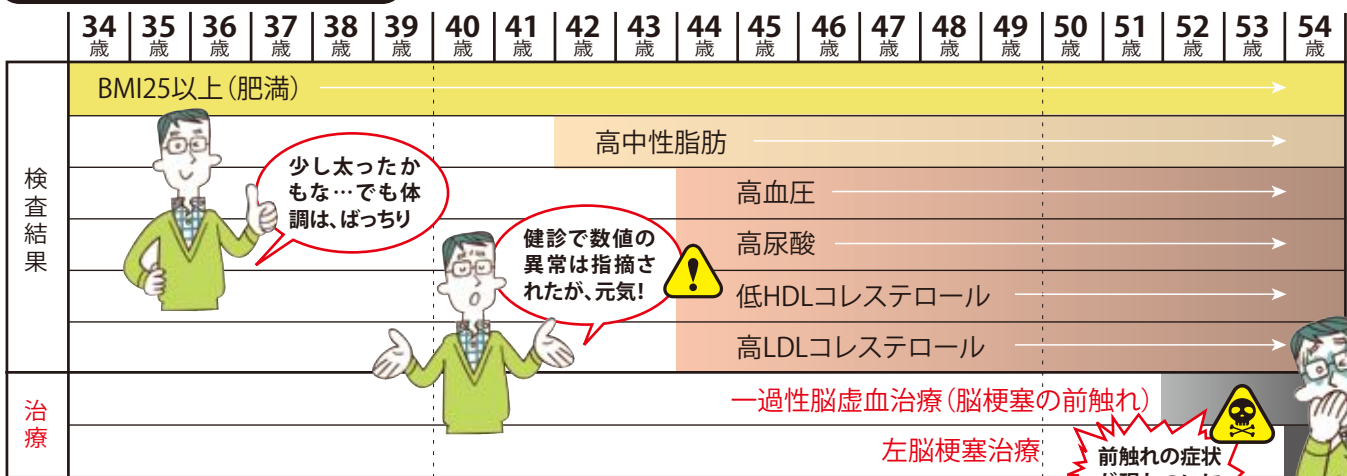 34歳 35歳 36歳 37歳 38歳 39歳 40歳 41歳 42歳 43歳 44歳 45歳 46歳 47歳 48歳 49歳 50歳 51歳 52歳 53歳 54歳
検査結果
BMI25以上(肥満)
高中性脂肪
少し太ったか
もな…でも体
調は、ばっちり
高血圧
健診で数値の
異常は指摘さ
れたが、元気!
!
高尿酸
低HDLコレステロール
高LDLコレステロール
治療
一過性脳虚血治療(脳梗塞の前触れ)
左脳梗塞治療
前触れの症状